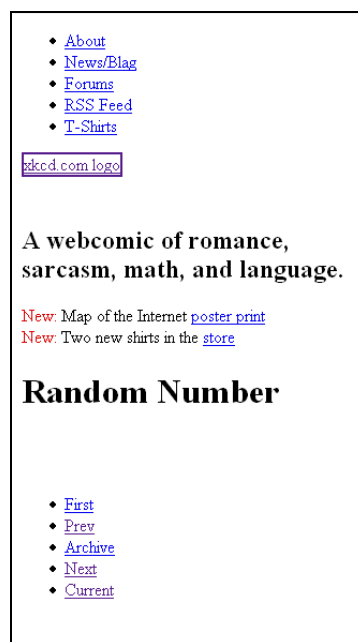 About
News/Blag
Forums
RSS Feed
T-Shirts
xkcd.com logo
A webcomic of romance,
sarcasm, math, and language.
New: Map of the Internet poster print
New: Two new shirts in the store
Random Number
First
Prev
Archive
Next
Current